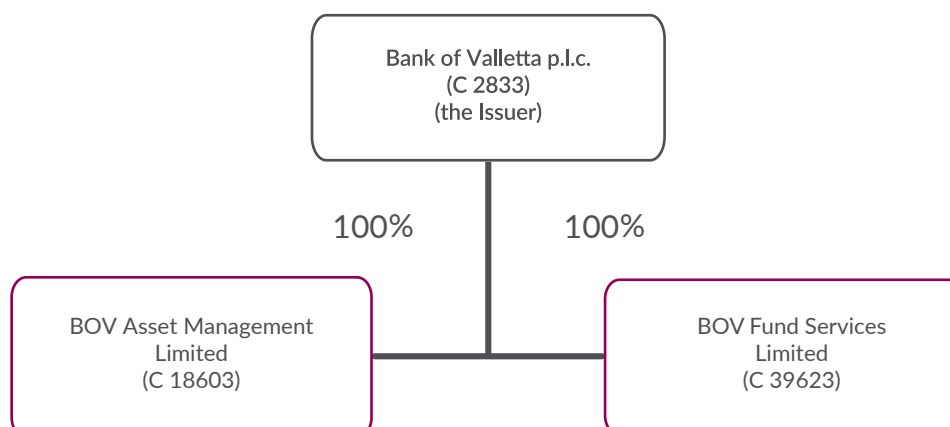 Bank of Valletta p.l.c.
(C 2833)
(the Issuer)
100%
100%
BOV Asset Management
Limited
(C 18603)
BOV Fund Services
Limited
(C 39623)